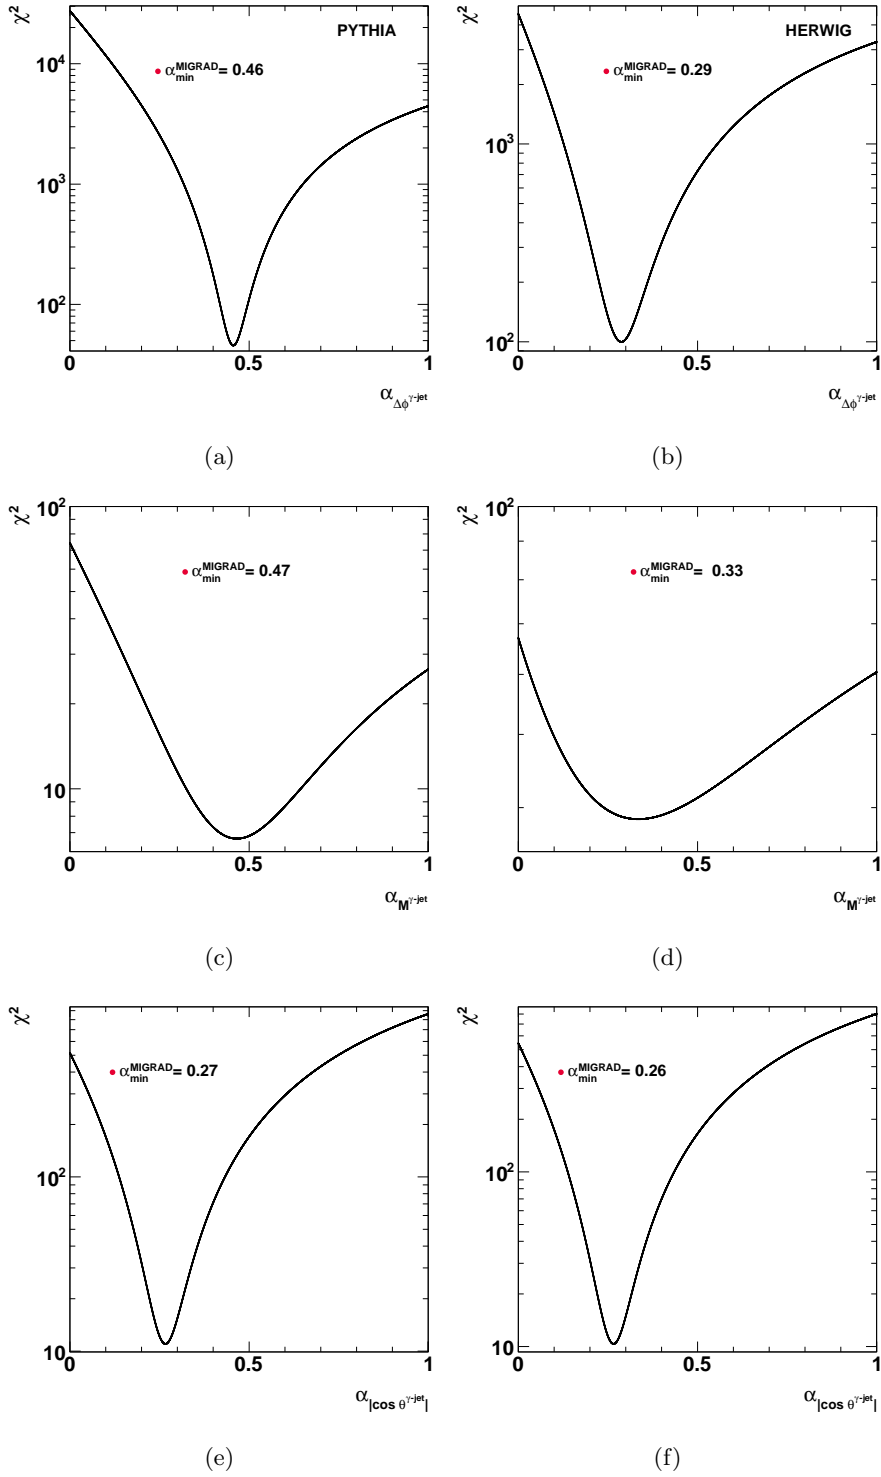 χ²
PYTHIA
α_min^MIGRAD = 0.46
10⁴
10³
10²
0 0.5 1
α_Δϕ^γ-jet
(a)
χ²
HERWIG
α_min^MIGRAD = 0.29
10³
10²
0 0.5 1
α_Δϕ^γ-jet
(b)
χ²
10²
α_min^MIGRAD = 0.47
10
0 0.5 1
α_M^γ-jet
(c)
χ²
10²
α_min^MIGRAD = 0.33
0 0.5 1
α_M^γ-jet
(d)
χ²
α_min^MIGRAD = 0.27
10²
10
0 0.5 1
α_|cos θ^γ-jet|
(e)
χ²
α_min^MIGRAD = 0.26
10²
10
0 0.5 1
α_|cos θ^γ-jet|
(f)